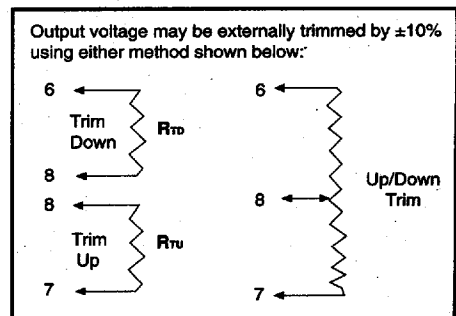 Output voltage may be externally trimmed by ±10%
using either method shown below:
6
Trim
Down
RTD
8
8
Trim
Up
RTU
7
6
8
Up/Down
Trim
7